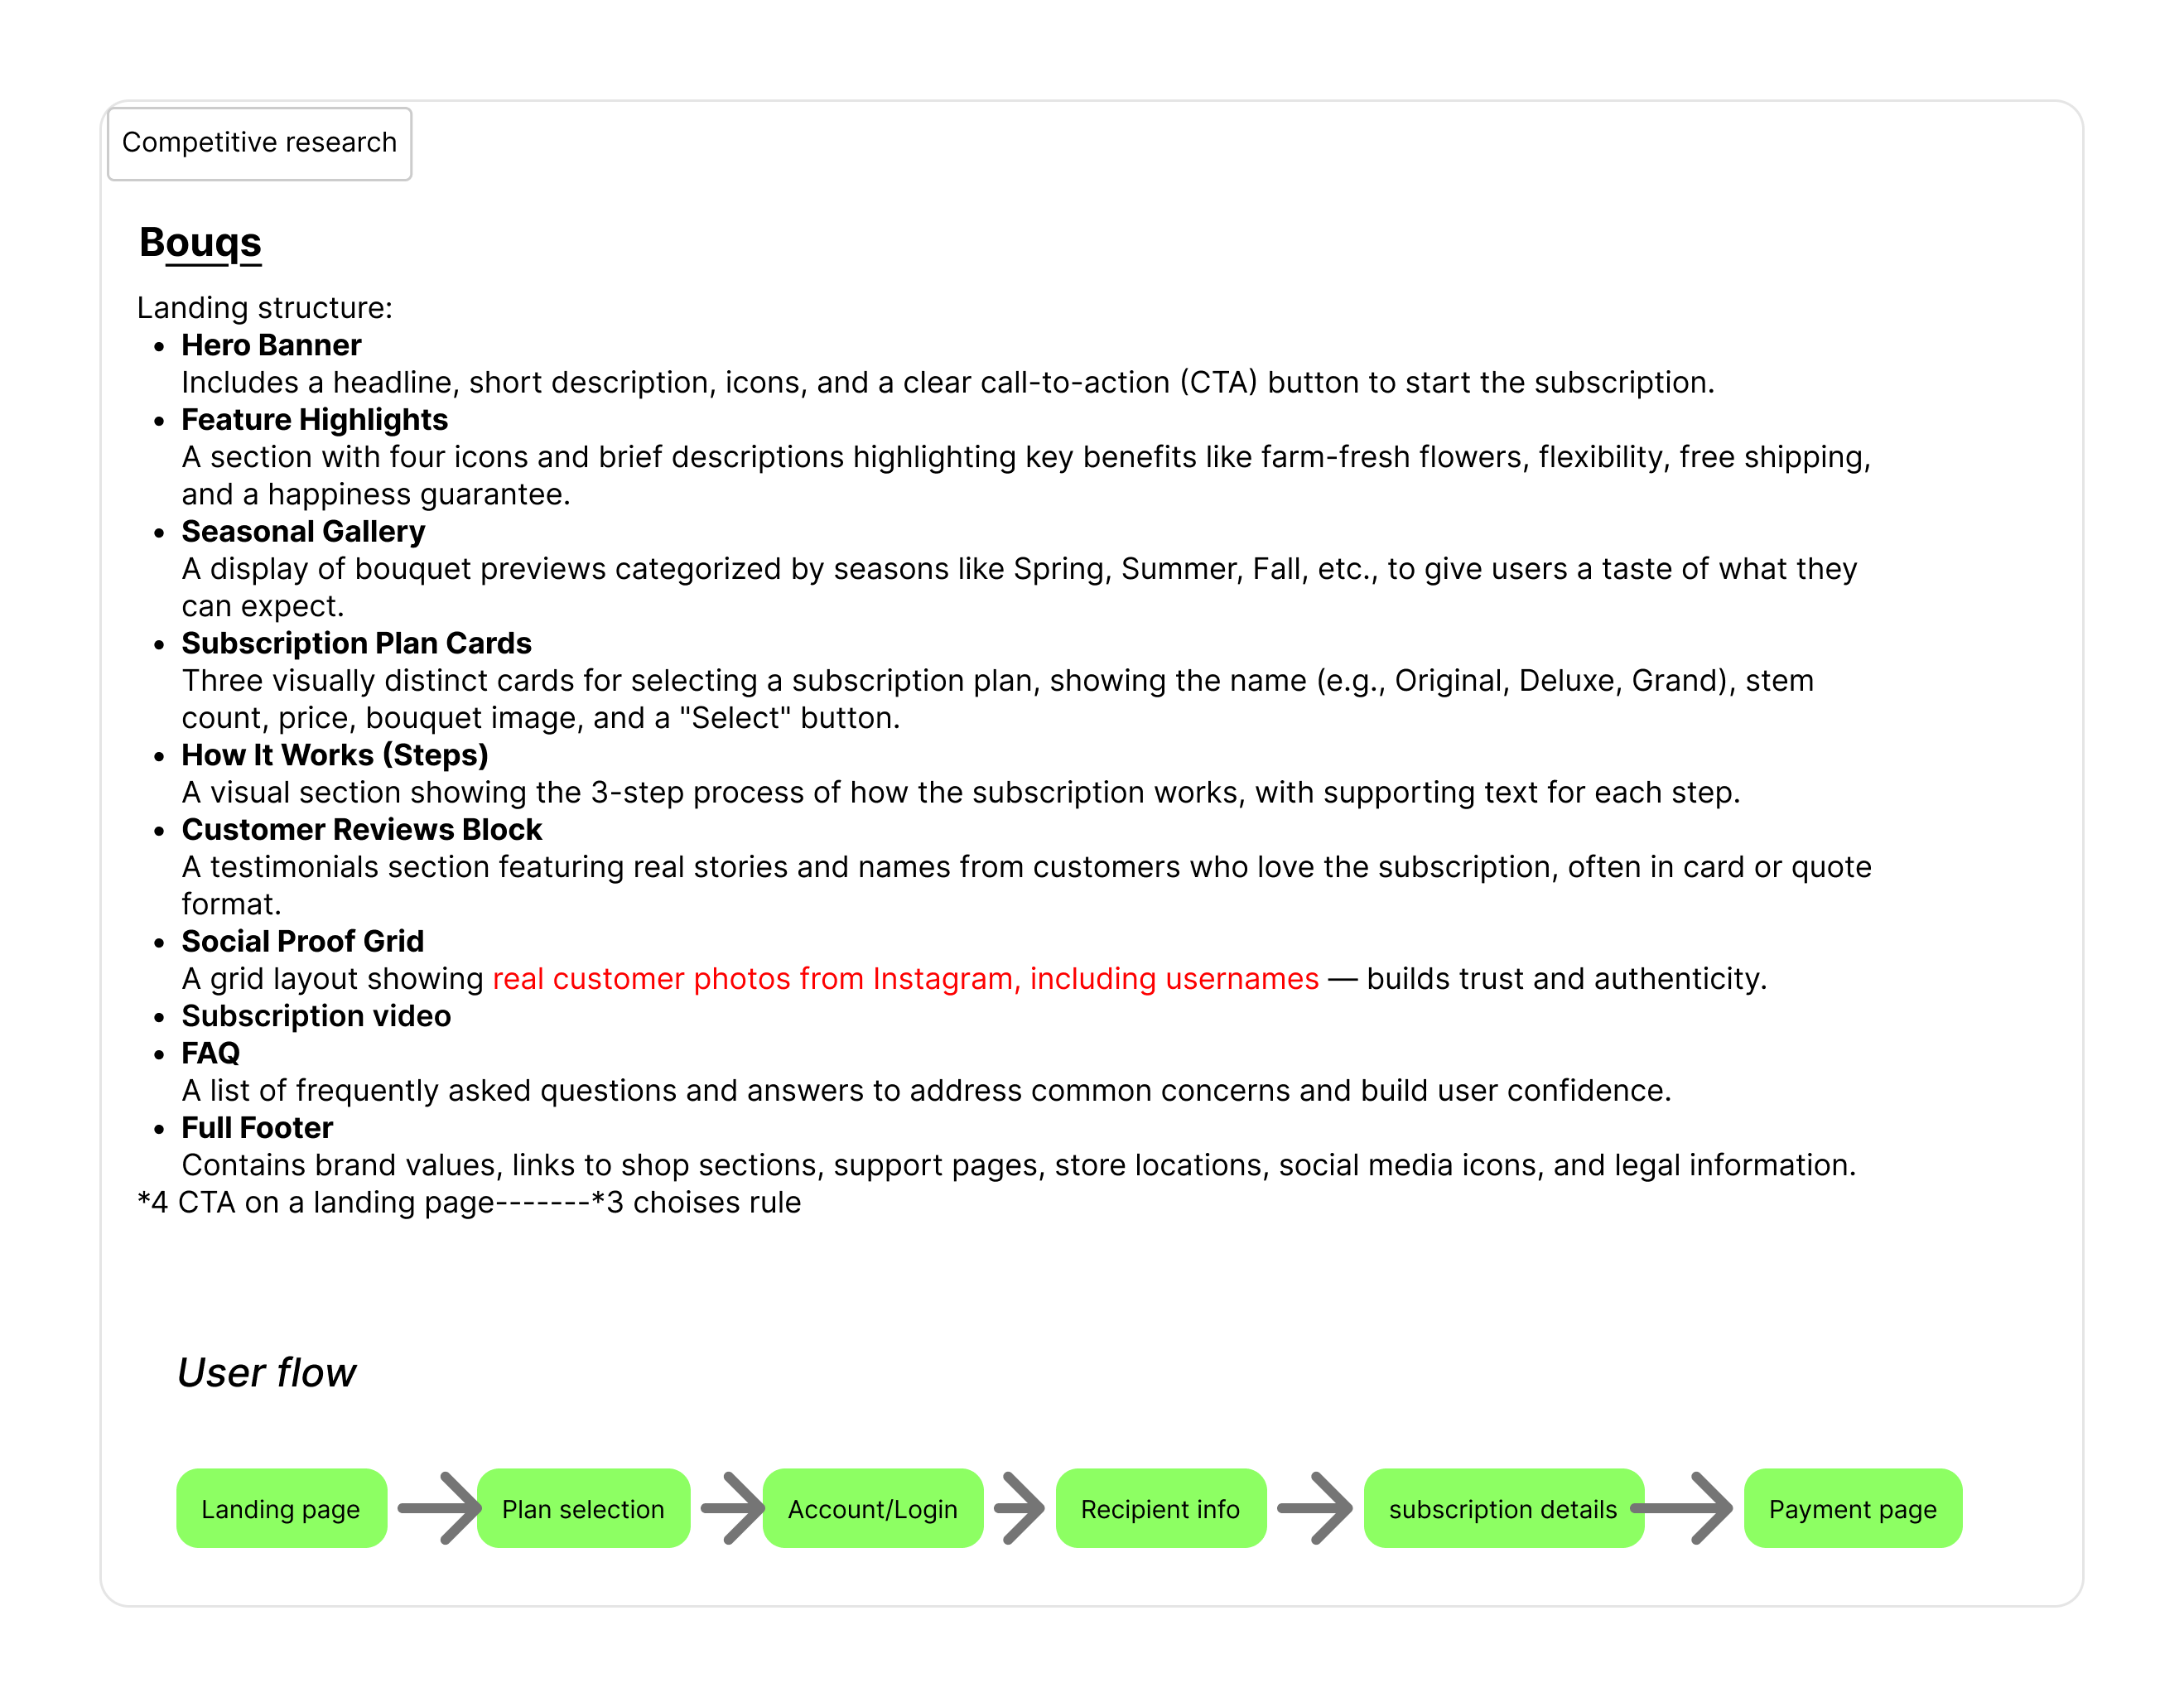 Competitive research
Bouqs
Landing structure:
• Hero Banner
Includes a headline, short description, icons, and a clear call-to-action (CTA) button to start the subscription.
• Feature Highlights
A section with four icons and brief descriptions highlighting key benefits like farm-fresh flowers, flexibility, free shipping,
and a happiness guarantee.
• Seasonal Gallery
A display of bouquet previews categorized by seasons like Spring, Summer, Fall, etc., to give users a taste of what they
can expect.
• Subscription Plan Cards
Three visually distinct cards for selecting a subscription plan, showing the name (e.g., Original, Deluxe, Grand), stem
count, price, bouquet image, and a "Select" button.
• How It Works (Steps)
A visual section showing the 3-step process of how the subscription works, with supporting text for each step.
• Customer Reviews Block
A testimonials section featuring real stories and names from customers who love the subscription, often in card or quote
format.
• Social Proof Grid
A grid layout showing real customer photos from Instagram, including usernames — builds trust and authenticity.
• Subscription video
• FAQ
A list of frequently asked questions and answers to address common concerns and build user confidence.
• Full Footer
Contains brand values, links to shop sections, support pages, store locations, social media icons, and legal information.
*4 CTA on a landing page-------*3 choises rule
User flow
Landing page
Plan selection
Account/Login
Recipient info
subscription details
Payment page